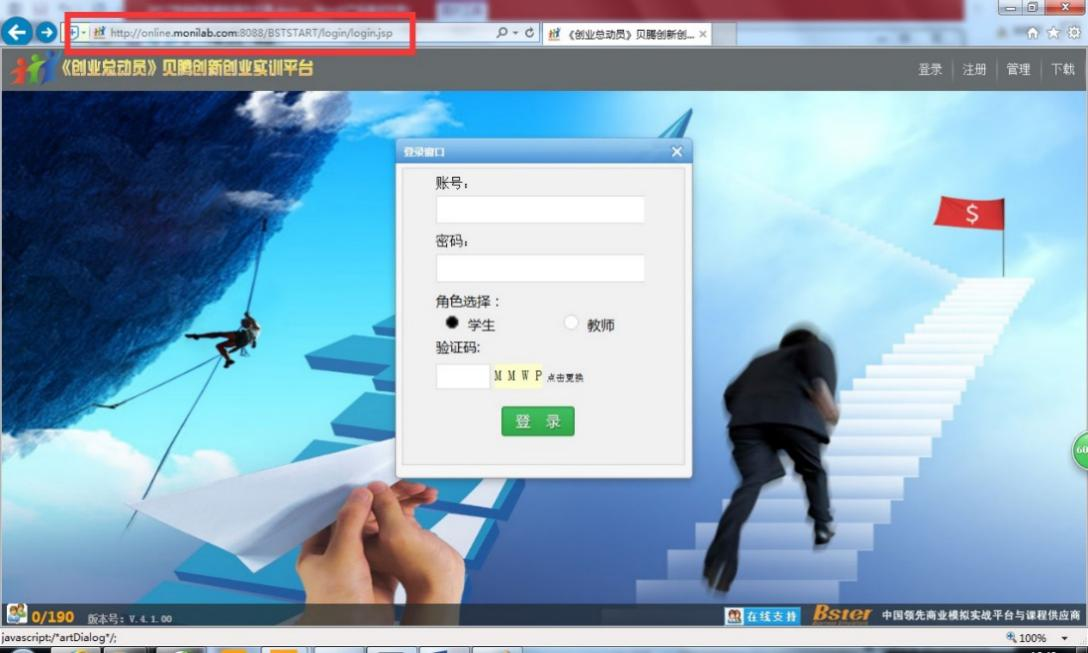 http://online.monilab.com:8088/BSTSTART/login/login.jsp
《创业总动员》贝腾创新创...
《创业总动员》贝腾创新创业实训平台
登录 注册 管理 下载
登录窗口
账号：
密码：
角色选择：
学生 教师
验证码:
M M W P 点击更换
登 录
$
60
0/190 版本号：V.4.1.00
在线支持 Bster 中国领先商业模拟实战平台与课程供应商
javascript:/*artDialog*/;
100%